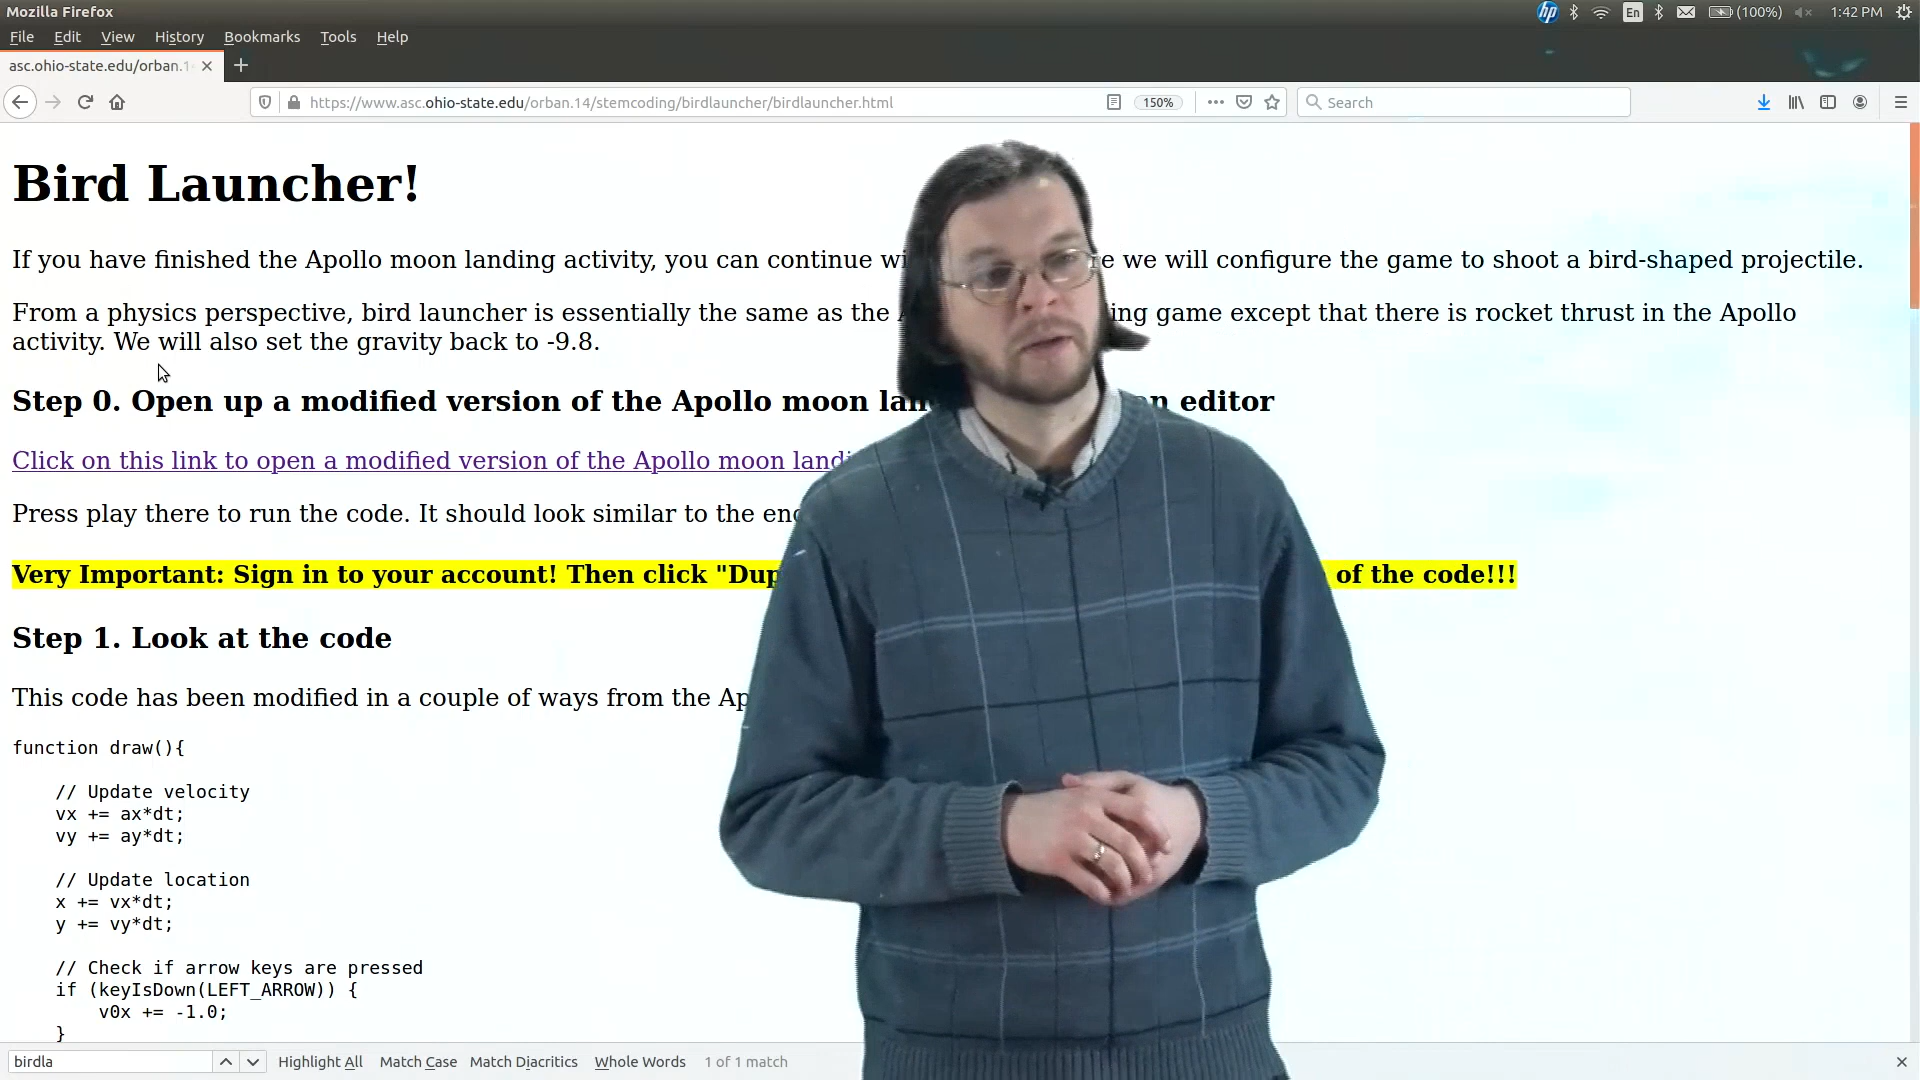 Mozilla Firefox
hp En (100%) 1:42 PM
File Edit View History Bookmarks Tools Help
asc.ohio-state.edu/orban.1
https://www.asc.ohio-state.edu/orban.14/stemcoding/birdlauncher/birdlauncher.html 150% Search
Bird Launcher!
If you have finished the Apollo moon landing activity, you can continue we will configure the game to shoot a bird-shaped projectile.
From a physics perspective, bird launcher is essentially the same as the game except that there is rocket thrust in the Apollo
activity. We will also set the gravity back to -9.8.
Step 0. Open up a modified version of the Apollo moon editor
Click on this link to open a modified version of the Apollo moon
Press play there to run the code. It should look similar to the
Very Important: Sign in to your account! Then click "Dup of the code!!!
Step 1. Look at the code
This code has been modified in a couple of ways from the Ap
function draw(){
// Update velocity
vx += ax*dt;
vy += ay*dt;
// Update location
x += vx*dt;
y += vy*dt;
// Check if arrow keys are pressed
if (keyIsDown(LEFT_ARROW)) {
v0x += -1.0;
}
birdla Highlight All Match Case Match Diacritics Whole Words 1 of 1 match